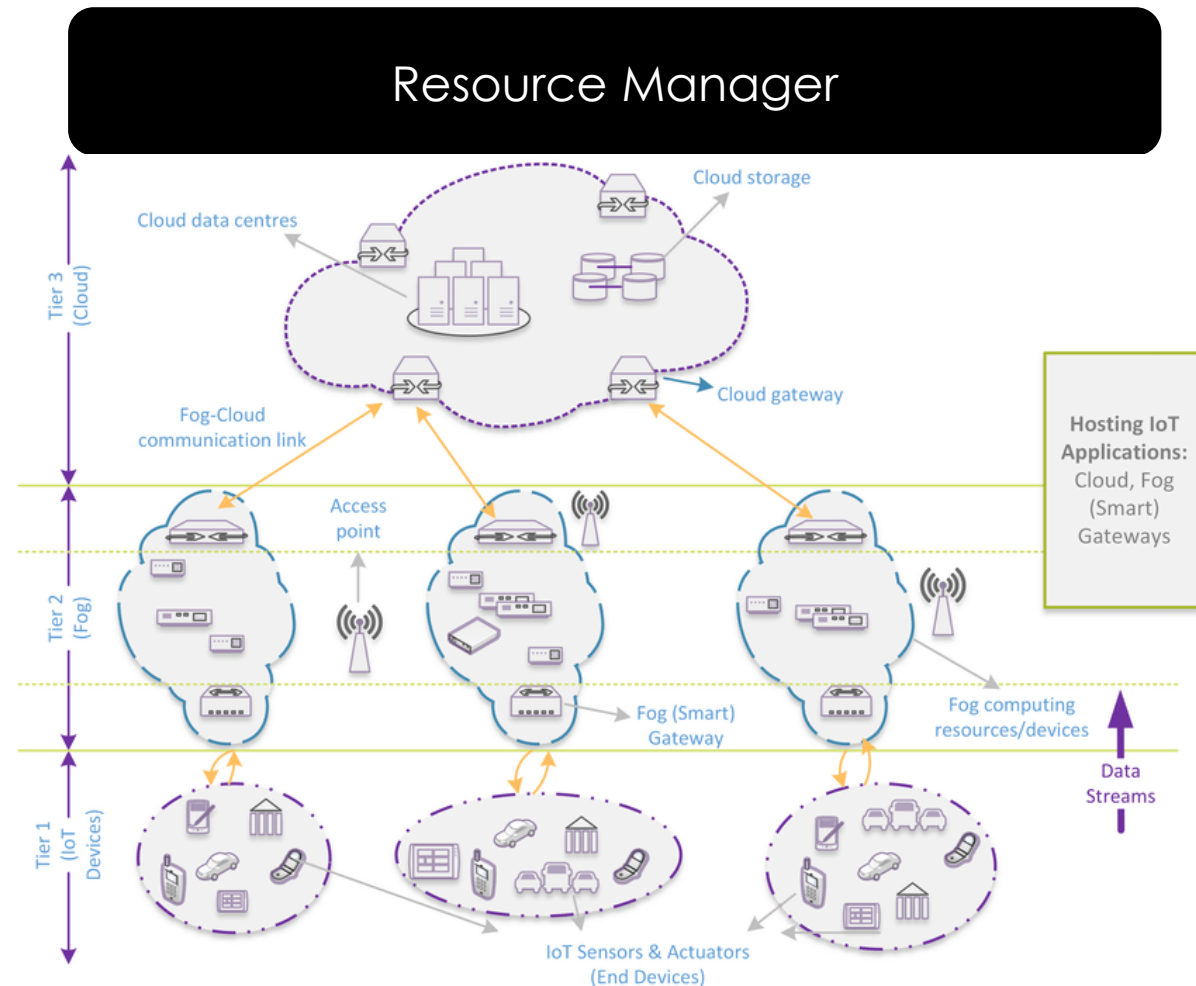 Resource Manager
Cloud storage
Cloud data centres
Tier 3
(Cloud)
Cloud gateway
Fog-Cloud
communication link
Hosting IoT
Applications:
Cloud, Fog
(Smart)
Gateways
Access
point
Tier 2
(Fog)
Fog (Smart)
Gateway
Fog computing
resources/devices
Data
Streams
Tier 1
(IoT
Devices)
IoT Sensors & Actuators
(End Devices)